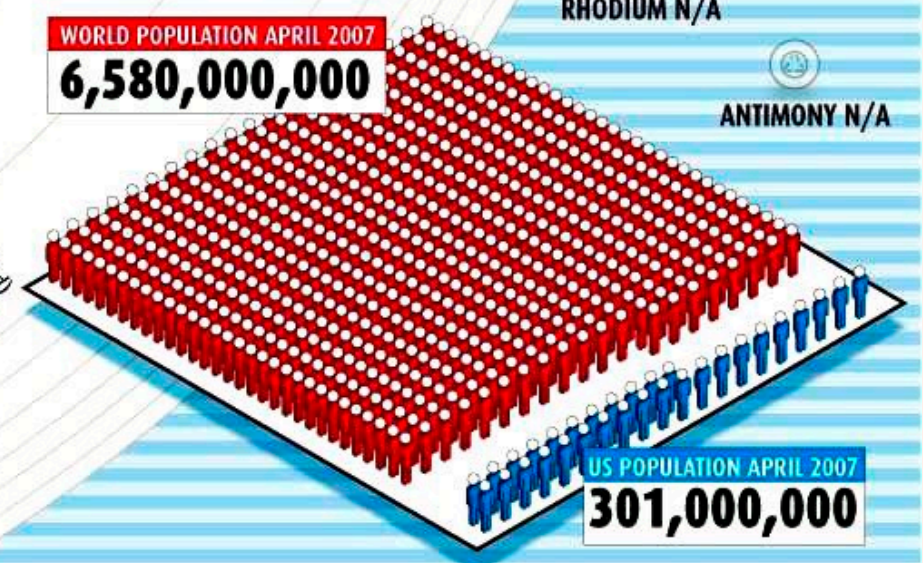 RHODIUM N/A
WORLD POPULATION APRIL 2007
6,580,000,000
ANTIMONY N/A
US POPULATION APRIL 2007
301,000,000